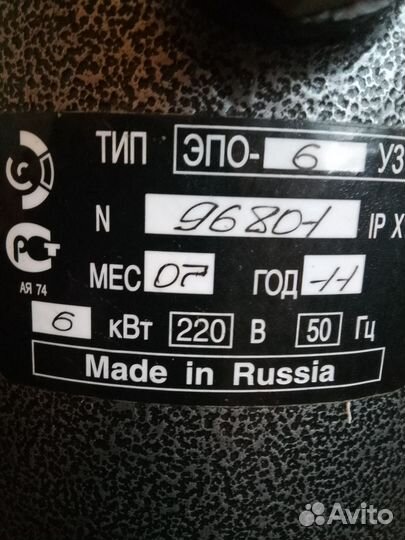 ТИП ЭПО- 6 УЗ
N 96801 IP X
МЕС 07 ГОД 11
АЯ 74
6 кВт 220 В 50 Гц
Made in Russia
Avito